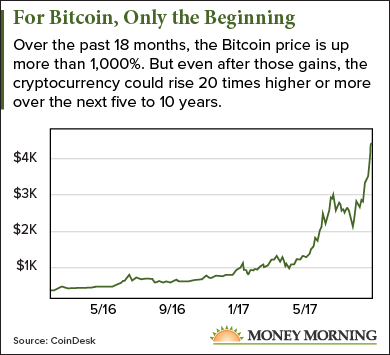 For Bitcoin, Only the Beginning
Over the past 18 months, the Bitcoin price is up
more than 1,000%. But even after those gains, the
cryptocurrency could rise 20 times higher or more
over the next five to 10 years.
$4K
$3K
$2K
$1K
5/16 9/16 1/17 5/17
Source: CoinDesk
MONEY MORNING